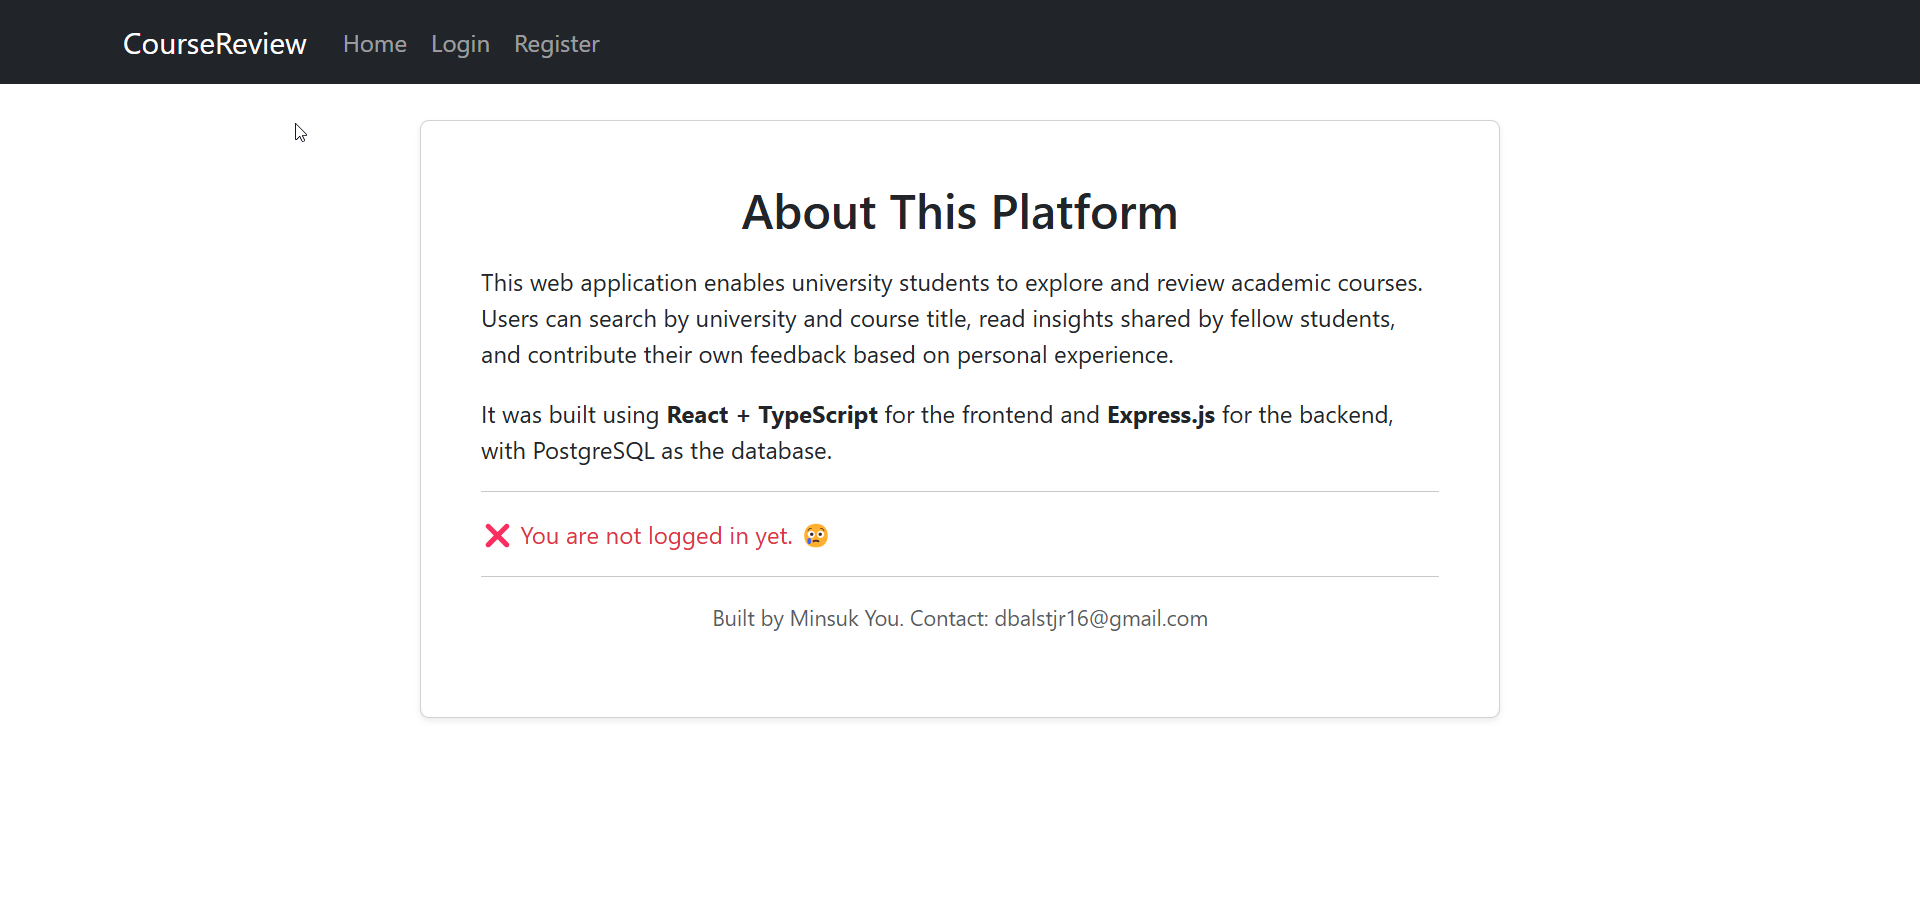 CourseReview Home Login Register
About This Platform
This web application enables university students to explore and review academic courses.
Users can search by university and course title, read insights shared by fellow students,
and contribute their own feedback based on personal experience.
It was built using React + TypeScript for the frontend and Express.js for the backend,
with PostgreSQL as the database.
❌ You are not logged in yet. 😢
Built by Minsuk You. Contact: dbalstjr16@gmail.com